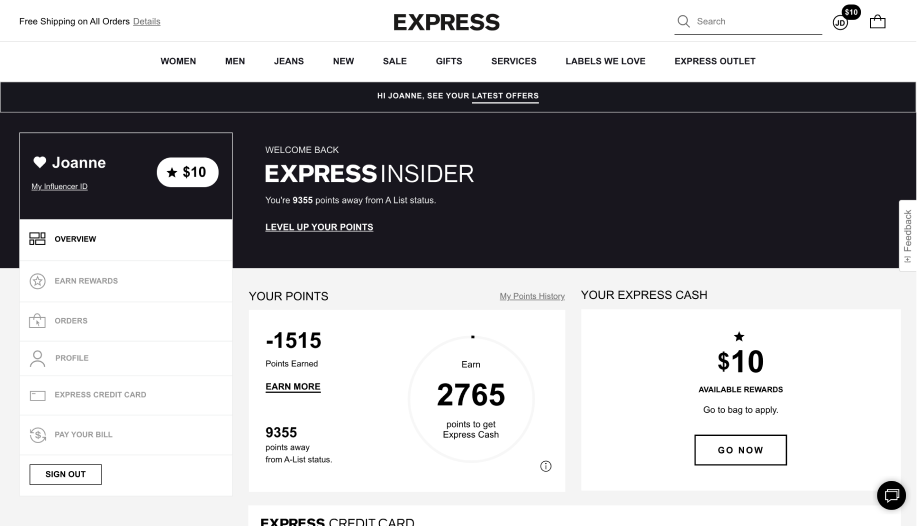 Free Shipping on All Orders Details
EXPRESS
Search
JD
$10
WOMEN MEN JEANS NEW SALE GIFTS SERVICES LABELS WE LOVE EXPRESS OUTLET
HI JOANNE, SEE YOUR LATEST OFFERS
Joanne
$10
My Influencer ID
OVERVIEW
EARN REWARDS
ORDERS
PROFILE
EXPRESS CREDIT CARD
PAY YOUR BILL
SIGN OUT
WELCOME BACK
EXPRESS INSIDER
You're 9355 points away from A List status.
LEVEL UP YOUR POINTS
[+] Feedback
YOUR POINTS
My Points History
-1515
Points Earned
EARN MORE
9355
points away
from A-List status.
Earn
2765
points to get
Express Cash
YOUR EXPRESS CASH
$10
AVAILABLE REWARDS
Go to bag to apply.
GO NOW
EXPRESS CREDIT CARD